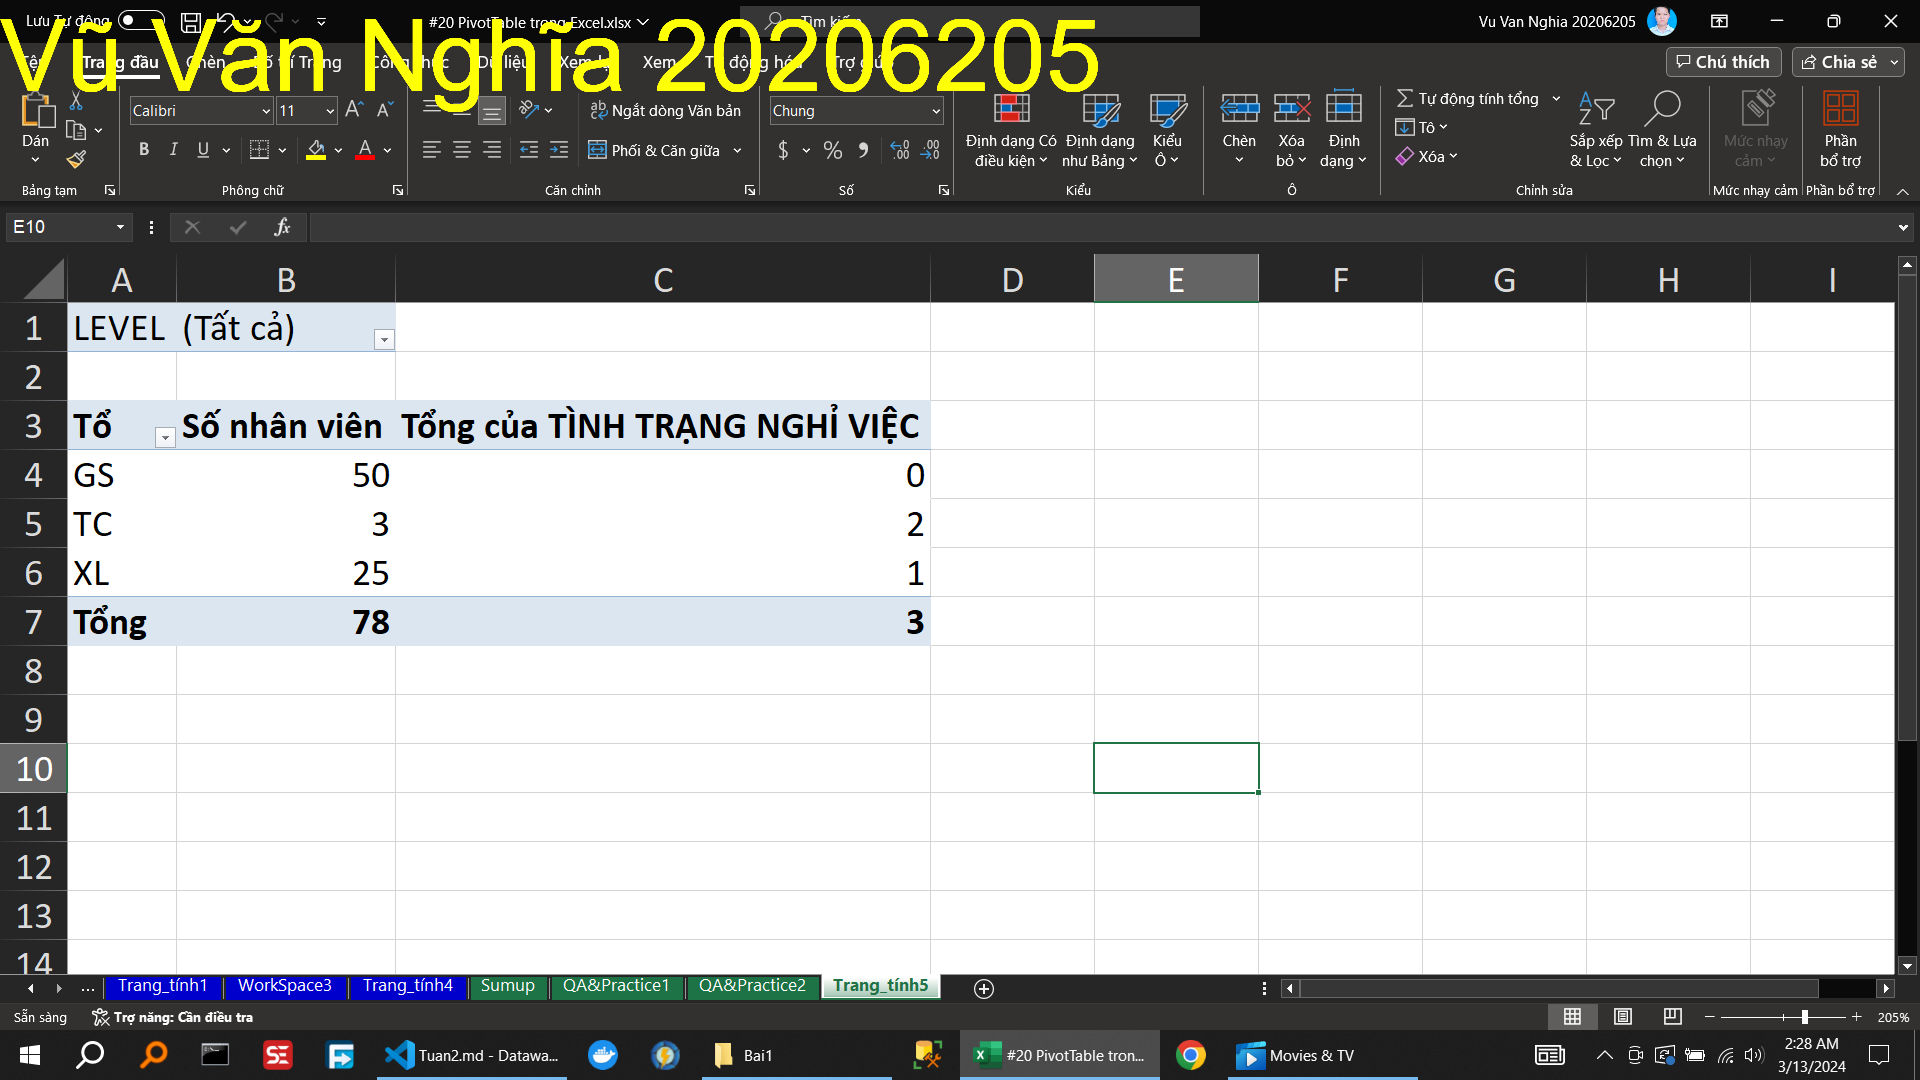 Lưu Tự động #20 PivotTable trong Excel.xlsx Tìm kiếm Vu Van Nghia 20206205
Vũ Văn Nghĩa 20206205
Tệp Trang đầu Chèn Bố trí Trang Công thức Dữ liệu Xem lại Xem Tự động hóa Trợ giúp Chú thích Chia sẻ
Dán
Calibri 11
Ngắt dòng Văn bản
Chung
Định dạng Có điều kiện
Định dạng như Bảng
Kiểu Ô
Chèn
Xóa bỏ
Định dạng
Tự động tính tổng
Tô
Xóa
Sắp xếp & Lọc
Tìm & Lựa chọn
Mức nhạy cảm
Phần bổ trợ
B I U A
Phối & Căn giữa
$ % 9
Bảng tạm Phông chữ Căn chỉnh Số Kiểu Ô Chỉnh sửa Mức nhạy cảm Phần bổ trợ
E10 fx
A B C D E F G H I
1 LEVEL (Tất cả)
2
3 Tổ Số nhân viên Tổng của TÌNH TRẠNG NGHỈ VIỆC
4 GS 50 0
5 TC 3 2
6 XL 25 1
7 Tổng 78 3
8
9
10
11
12
13
14
... Trang_tính1 WorkSpace3 Trang_tính4 Sumup QA&Practice1 QA&Practice2 Trang_tính5
Sẵn sàng Trợ năng: Cần điều tra 205%
Tuan2.md - Datawa... Bai1 #20 PivotTable tron... Movies & TV 2:28 AM
3/13/2024